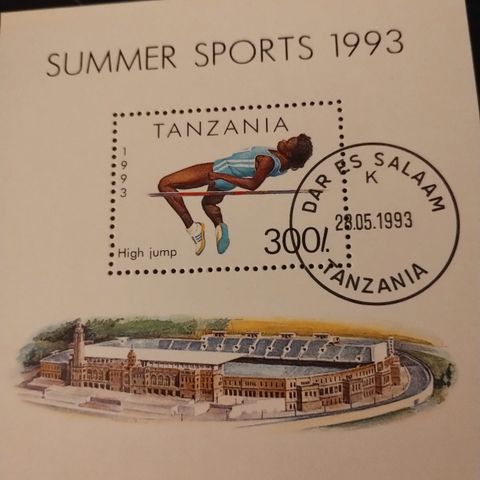 SUMMER SPORTS 1993
TANZANIA
1993
High jump
300/.
DAR ES SALAAM
K
28.05.1993
TANZANIA